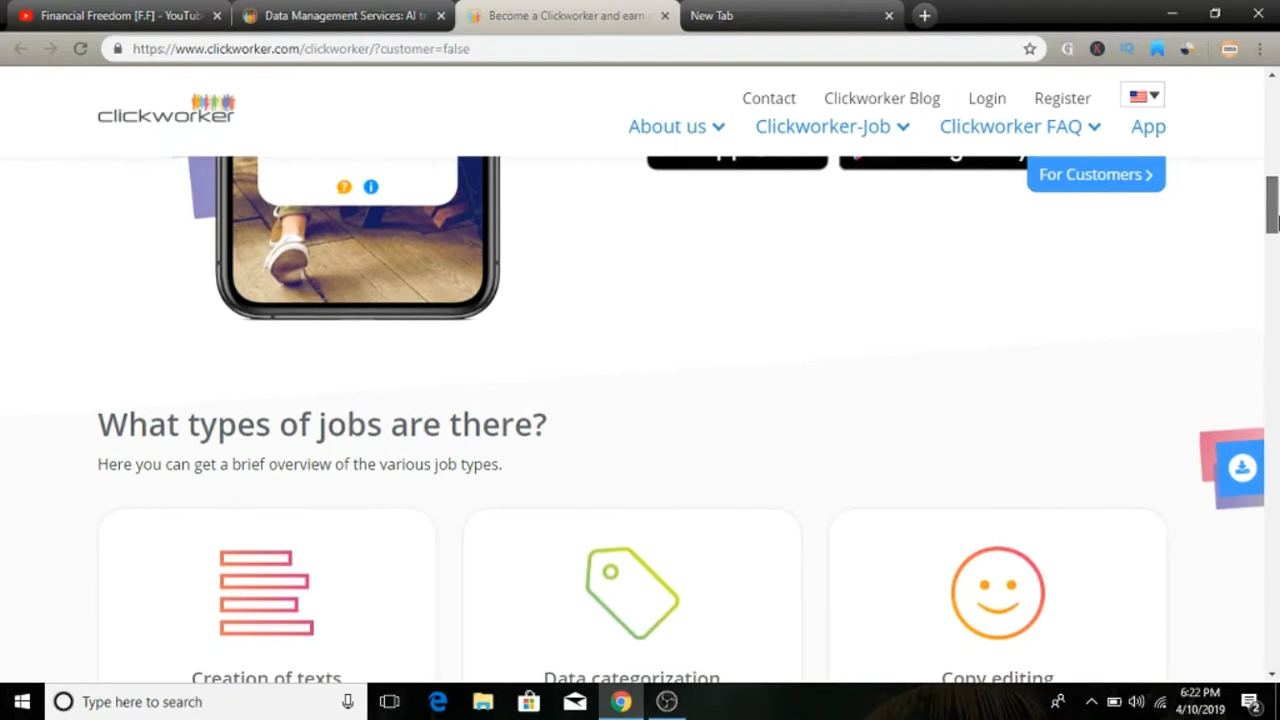 Financial Freedom [F.F] - YouTub
Data Management Services: AI tr
Become a Clickworker and earn
New Tab
https://www.clickworker.com/clickworker/?customer=false
clickworker
Contact
Clickworker Blog
Login
Register
About us
Clickworker-Job
Clickworker FAQ
App
For Customers
What types of jobs are there?
Here you can get a brief overview of the various job types.
Creation of texts
Data categorization
Copy editing
Type here to search
6:22 PM
4/10/2019
2